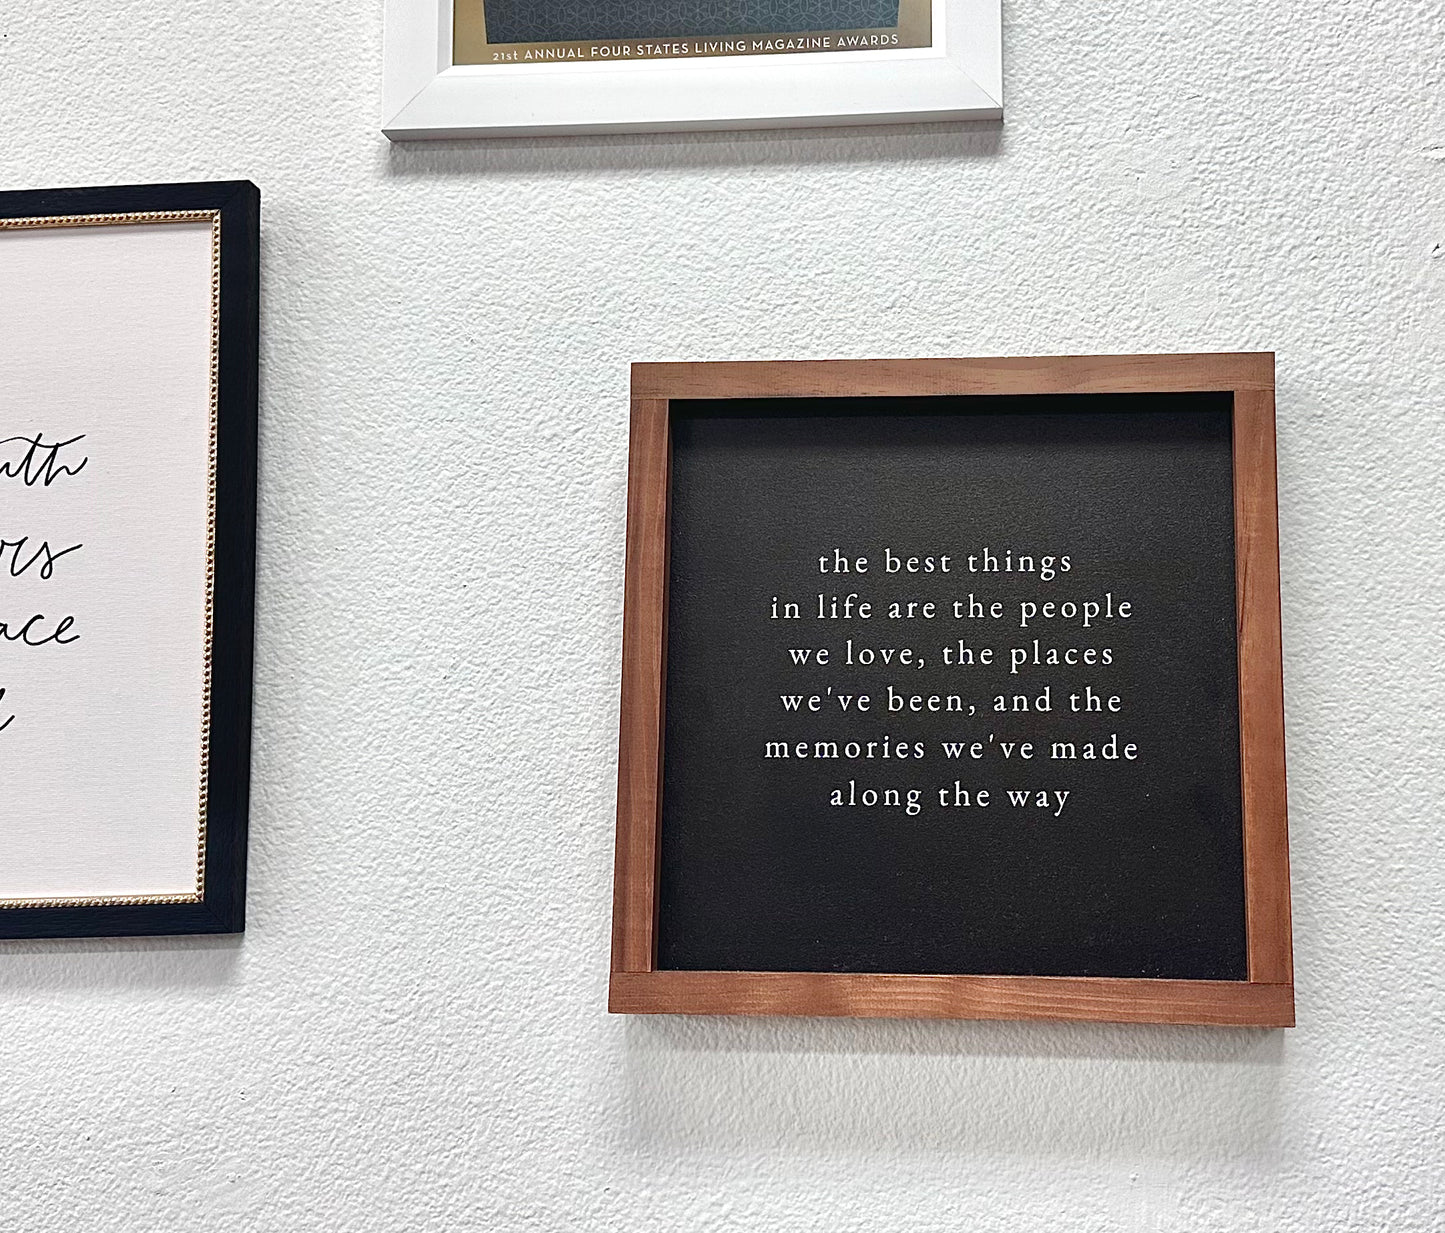 21st ANNUAL FOUR STATES LIVING MAGAZINE AWARDS
the best things
in life are the people
we love, the places
we've been, and the
memories we've made
along the way